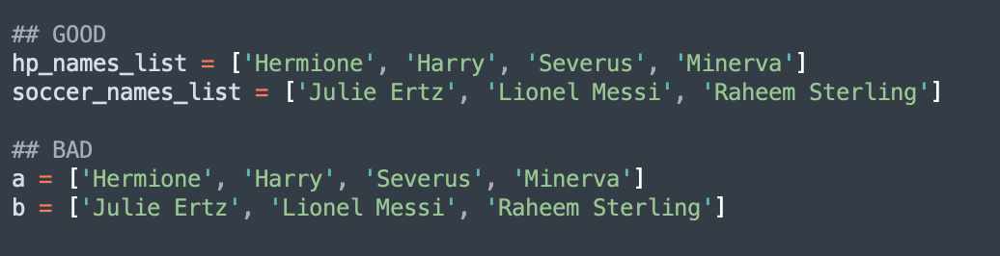 ## GOOD
hp_names_list = ['Hermione', 'Harry', 'Severus', 'Minerva']
soccer_names_list = ['Julie Ertz', 'Lionel Messi', 'Raheem Sterling']
## BAD
a = ['Hermione', 'Harry', 'Severus', 'Minerva']
b = ['Julie Ertz', 'Lionel Messi', 'Raheem Sterling']